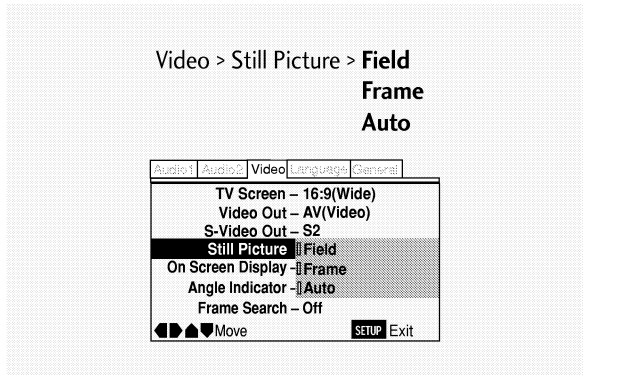 Video > Still Picture > Field
Frame
Auto
Audio1 Audio2 Video Language General
TV Screen – 16:9(Wide)
Video Out – AV(Video)
S-Video Out – S2
Still Picture Field
On Screen Display - Frame
Angle Indicator - Auto
Frame Search – Off
Move SETUP Exit